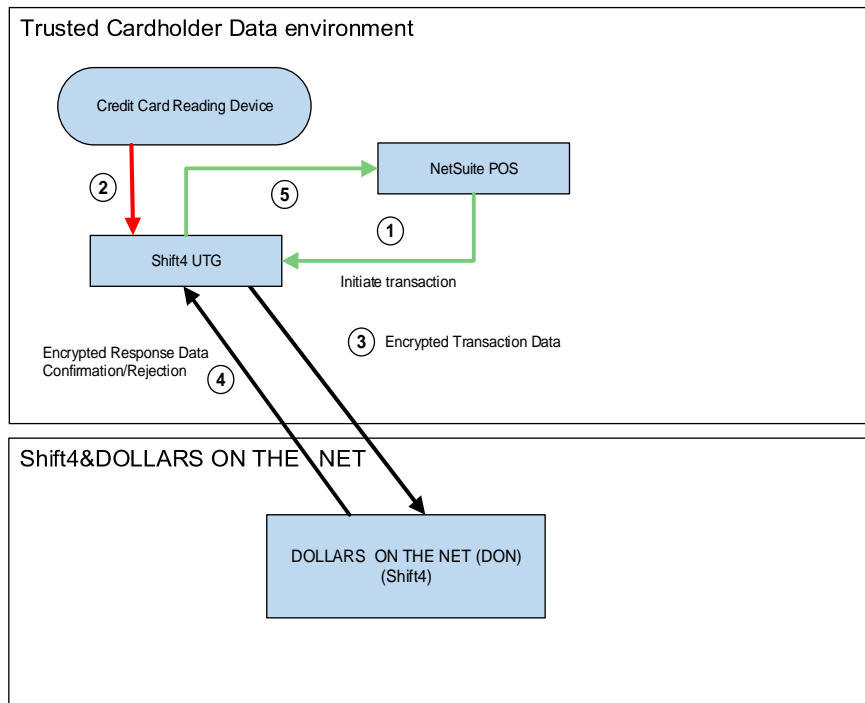 Trusted Cardholder Data environment
Credit Card Reading Device
NetSuite POS
2
5
1
Shift4 UTG
Initiate transaction
3
Encrypted Transaction Data
Encrypted Response Data
Confirmation/Rejection
4
Shift4&DOLLARS ON THE NET
DOLLARS ON THE NET (DON)
(Shift4)